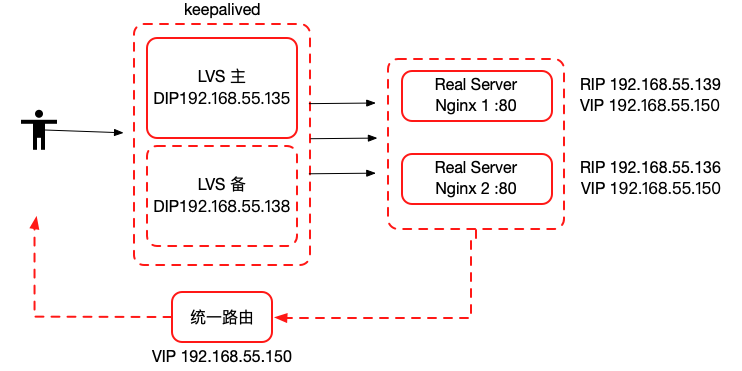 keepalived
LVS 主
DIP192.168.55.135
LVS 备
DIP192.168.55.138
Real Server
Nginx 1 :80
RIP 192.168.55.139
VIP 192.168.55.150
Real Server
Nginx 2 :80
RIP 192.168.55.136
VIP 192.168.55.150
统一路由
VIP 192.168.55.150